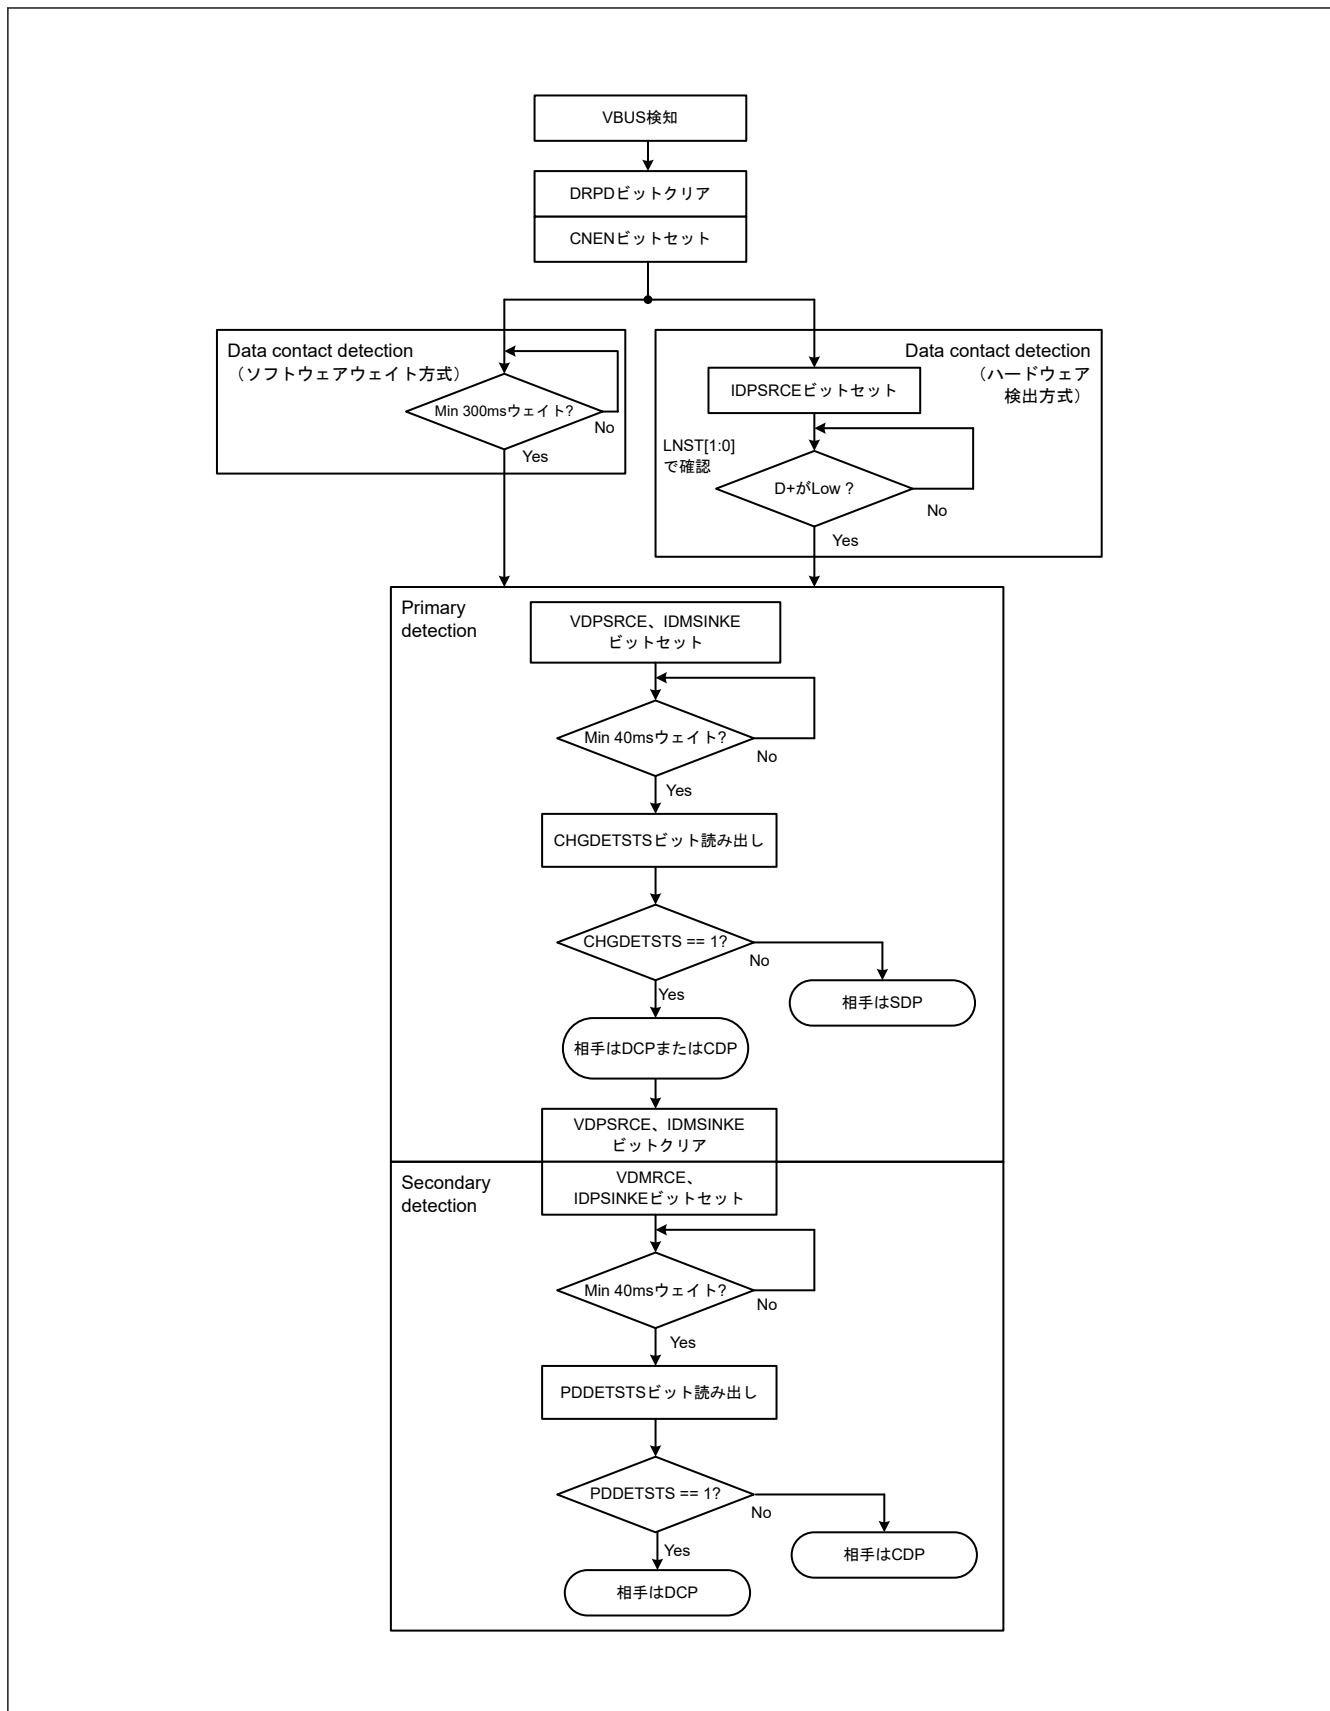 VBUS検知
DRPDビットクリア
CNENビットセット
Data contact detection
（ソフトウェアウェイト方式）
Min 300msウェイト?
No
Yes
Data contact detection
（ハードウェア
検出方式）
IDPSRCEビットセット
LNST[1:0]
で確認
D+がLow ?
No
Yes
Primary
detection
VDPSRCE、IDMSINKE
ビットセット
Min 40msウェイト?
No
Yes
CHGDETSTSビット読み出し
CHGDETSTS == 1?
No
Yes
相手はSDP
相手はDCPまたはCDP
VDPSRCE、IDMSINKE
ビットクリア
Secondary
detection
VDMRCE、
IDPSINKEビットセット
Min 40msウェイト?
No
Yes
PDDETSTSビット読み出し
PDDETSTS == 1?
No
Yes
相手はCDP
相手はDCP